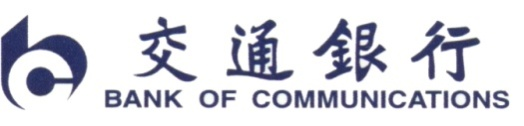 交通銀行
BANK OF COMMUNICATIONS